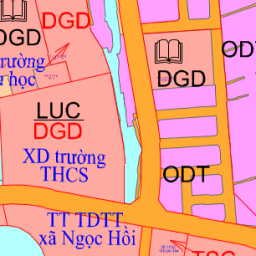 DGD
DGD
ODT
trường
học
DGD
LUC
DGD
XD trường
THCS
ODT
TT TDTT
xã Ngọc Hồi